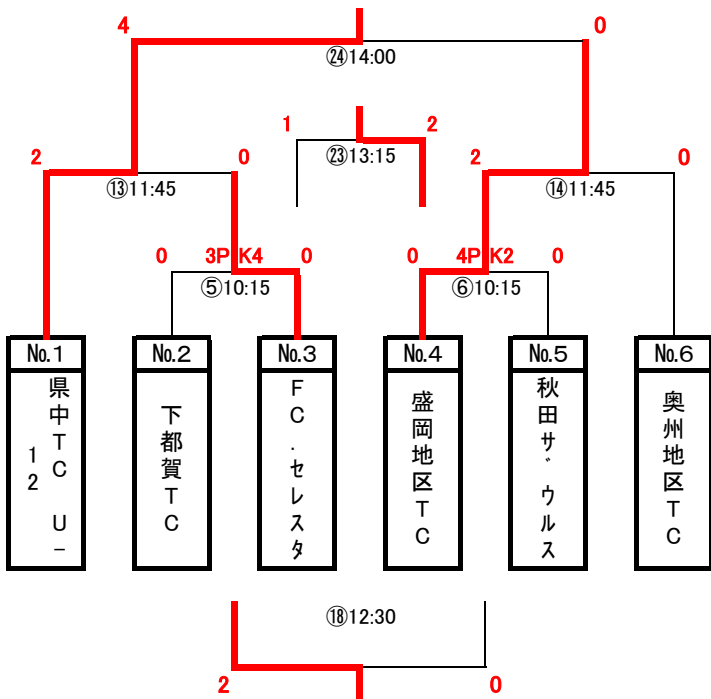 4 0
㉔14:00
1 2
㉓13:15
2 0 2 0
⑬11:45 ⑭11:45
0 3PK4 0 0 4PK2 0
⑤10:15 ⑥10:15
No.1 No.2 No.3 No.4 No.5 No.6
県中TC U-12
下都賀TC
FC.セレスタ
盛岡地区TC
秋田ザウルス
奥州地区TC
⑱12:30
2 0